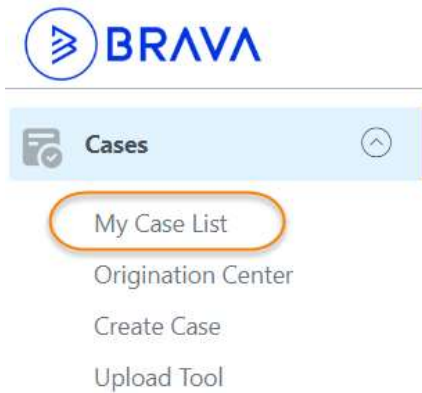 BRAVA
Cases
My Case List
Origination Center
Create Case
Upload Tool